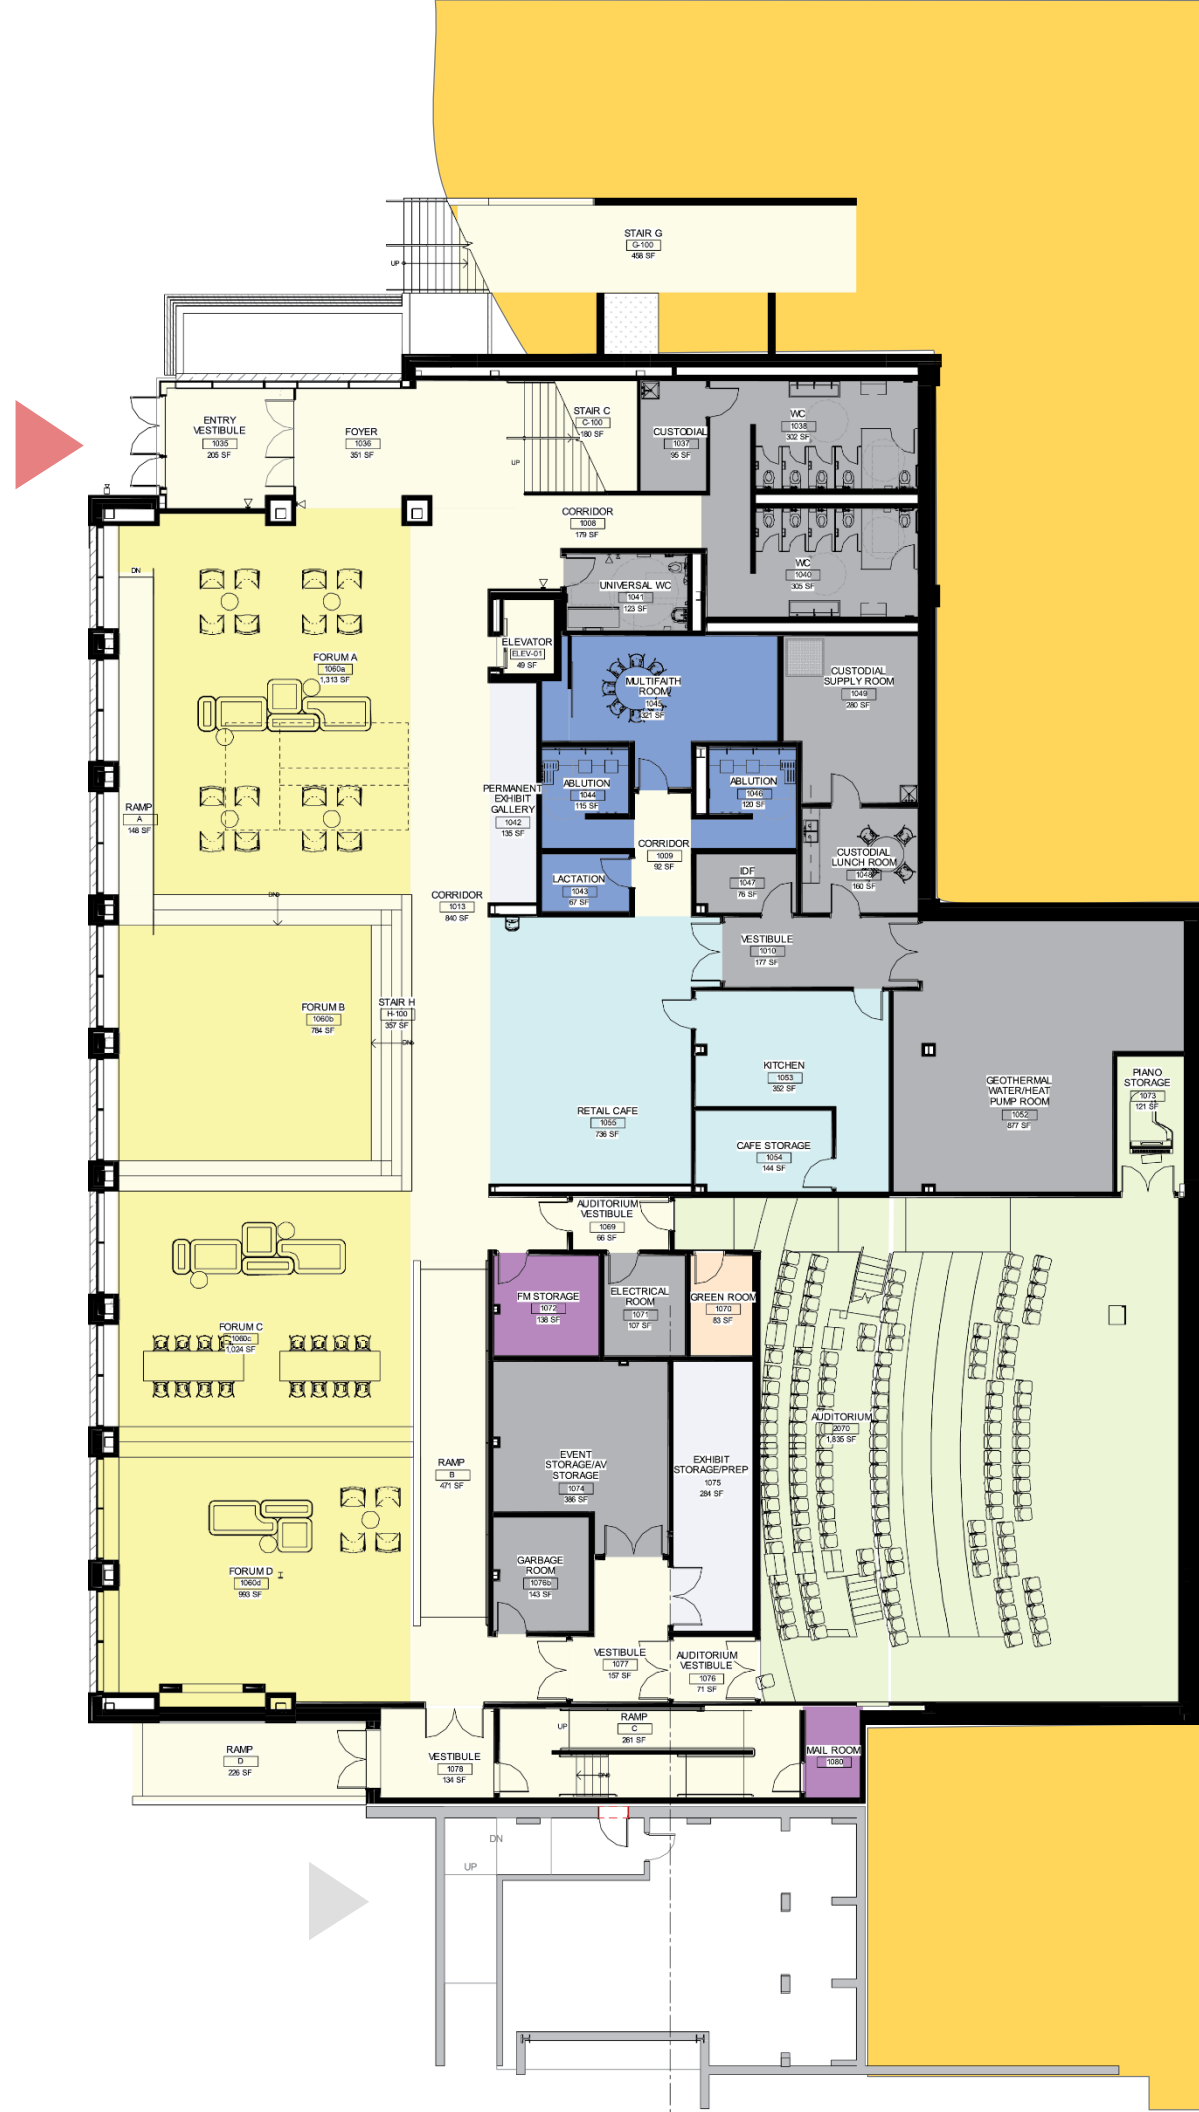 STAIR G
G-100
458 SF
UP
ENTRY
VESTIBULE
1035
205 SF
FOYER
1036
351 SF
STAIR C
C-100
180 SF
UP
CUSTODIAL
1037
95 SF
WC
1038
302 SF
CORRIDOR
1008
179 SF
WC
1040
305 SF
UNIVERSAL WC
1041
123 SF
DN
ELEVATOR
ELEV-01
49 SF
FORUM A
1060a
1,313 SF
MULTIFAITH
ROOM
1045
321 SF
CUSTODIAL
SUPPLY ROOM
1049
280 SF
RAMP
A
148 SF
PERMANENT
EXHIBIT
GALLERY
1042
135 SF
ABLUTION
1044
115 SF
ABLUTION
1046
120 SF
CORRIDOR
1009
92 SF
CUSTODIAL
LUNCH ROOM
1048
160 SF
LACTATION
1043
67 SF
IDF
1047
76 SF
CORRIDOR
1013
840 SF
DN
VESTIBULE
1010
177 SF
FORUM B
1060b
784 SF
STAIR H
H-100
357 SF
DN
KITCHEN
1053
352 SF
GEOTHERMAL
WATER/HEAT
PUMP ROOM
1052
877 SF
PIANO
STORAGE
1073
121 SF
RETAIL CAFE
1055
736 SF
CAFE STORAGE
1054
144 SF
AUDITORIUM
VESTIBULE
1069
66 SF
FM STORAGE
1072
138 SF
ELECTRICAL
ROOM
1071
107 SF
GREEN ROOM
1070
83 SF
FORUM C
1060c
1,024 SF
AUDITORIUM
2070
1,835 SF
RAMP
B
471 SF
EVENT
STORAGE/AV
STORAGE
1074
386 SF
EXHIBIT
STORAGE/PREP
1075
284 SF
FORUM D
1060d
993 SF
GARBAGE
ROOM
1076b
143 SF
VESTIBULE
1077
157 SF
AUDITORIUM
VESTIBULE
1076
71 SF
RAMP
C
261 SF
UP
DN
RAMP
D
226 SF
VESTIBULE
1078
134 SF
MAIL ROOM
1080
DN
UP